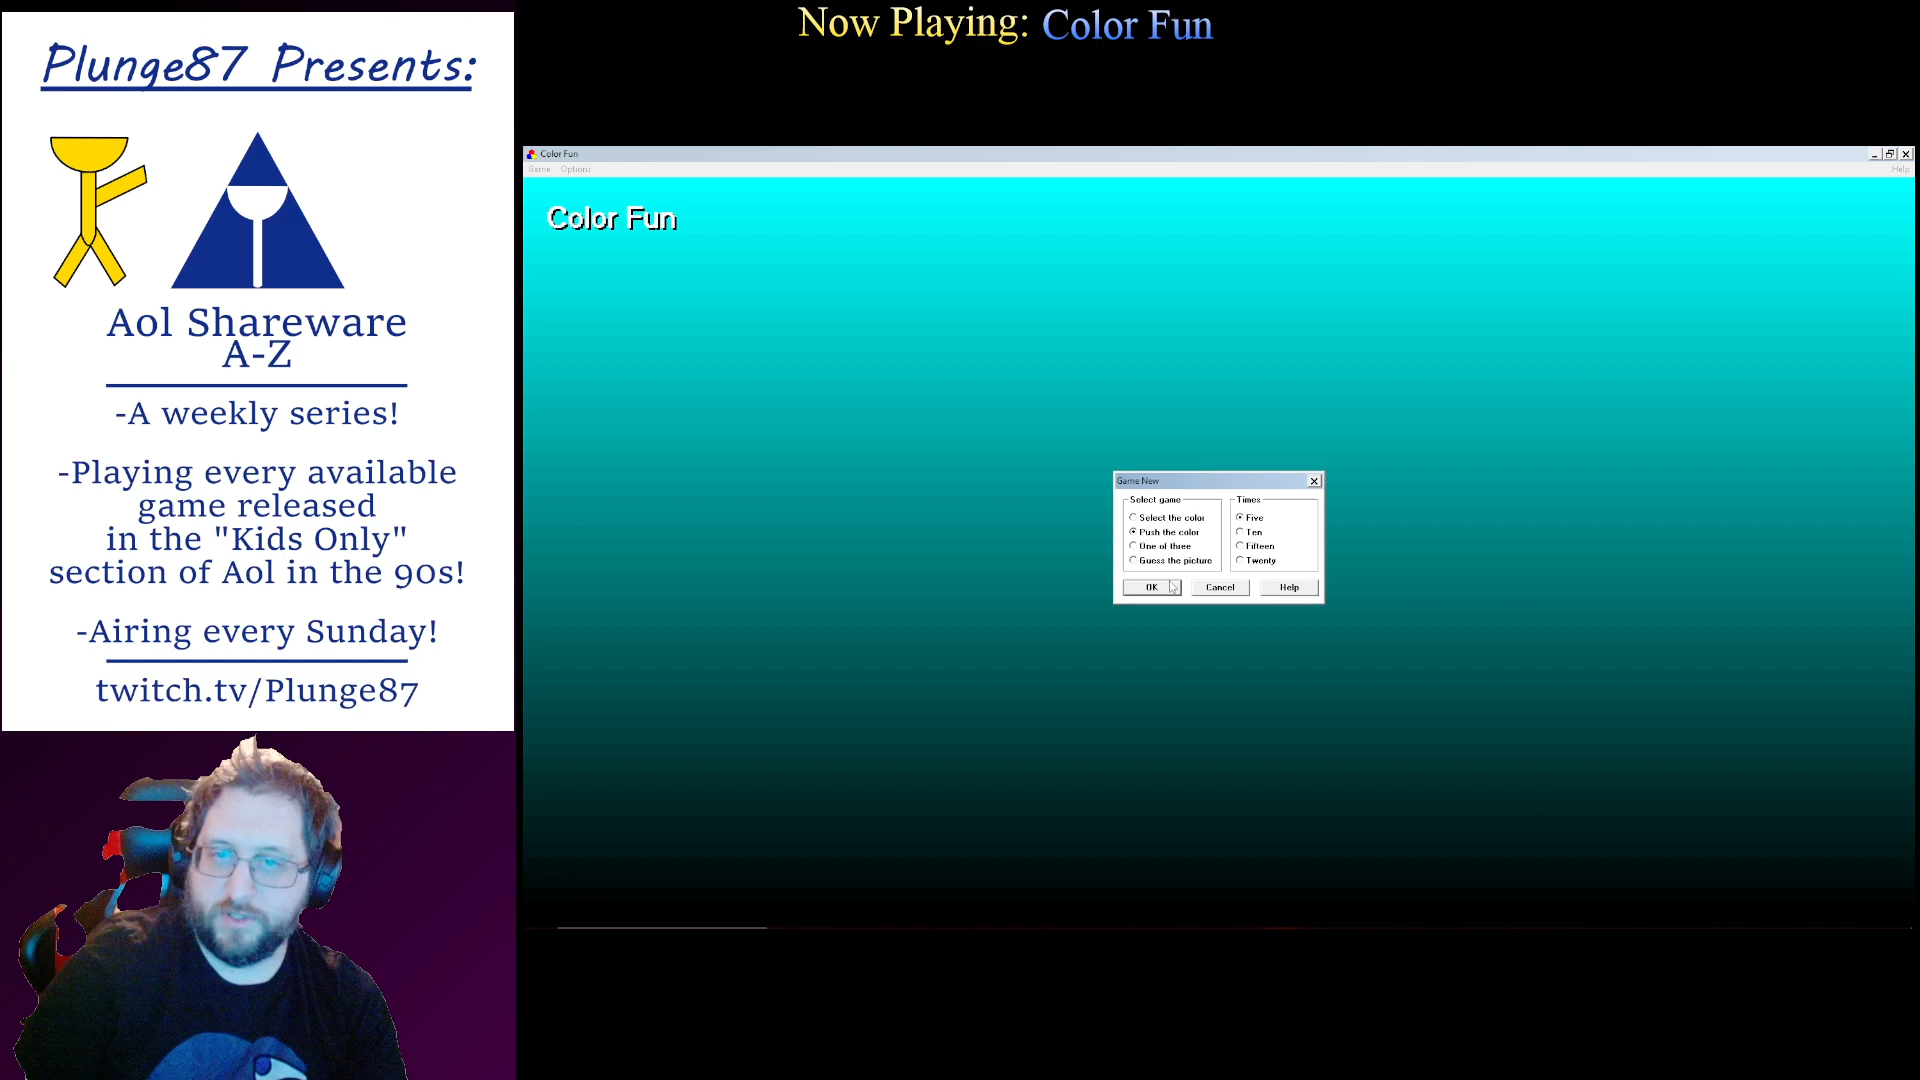 Plunge87 Presents:
Aol Shareware
A-Z
-A weekly series!
-Playing every available
game released
in the "Kids Only"
section of Aol in the 90s!
-Airing every Sunday!
twitch.tv/Plunge87
Now Playing: Color Fun
Color Fun
Game Options Help
Color Fun
Game New
Select game
Select the color
Push the color
One of three
Guess the picture
Times
Five
Ten
Fifteen
Twenty
OK Cancel Help